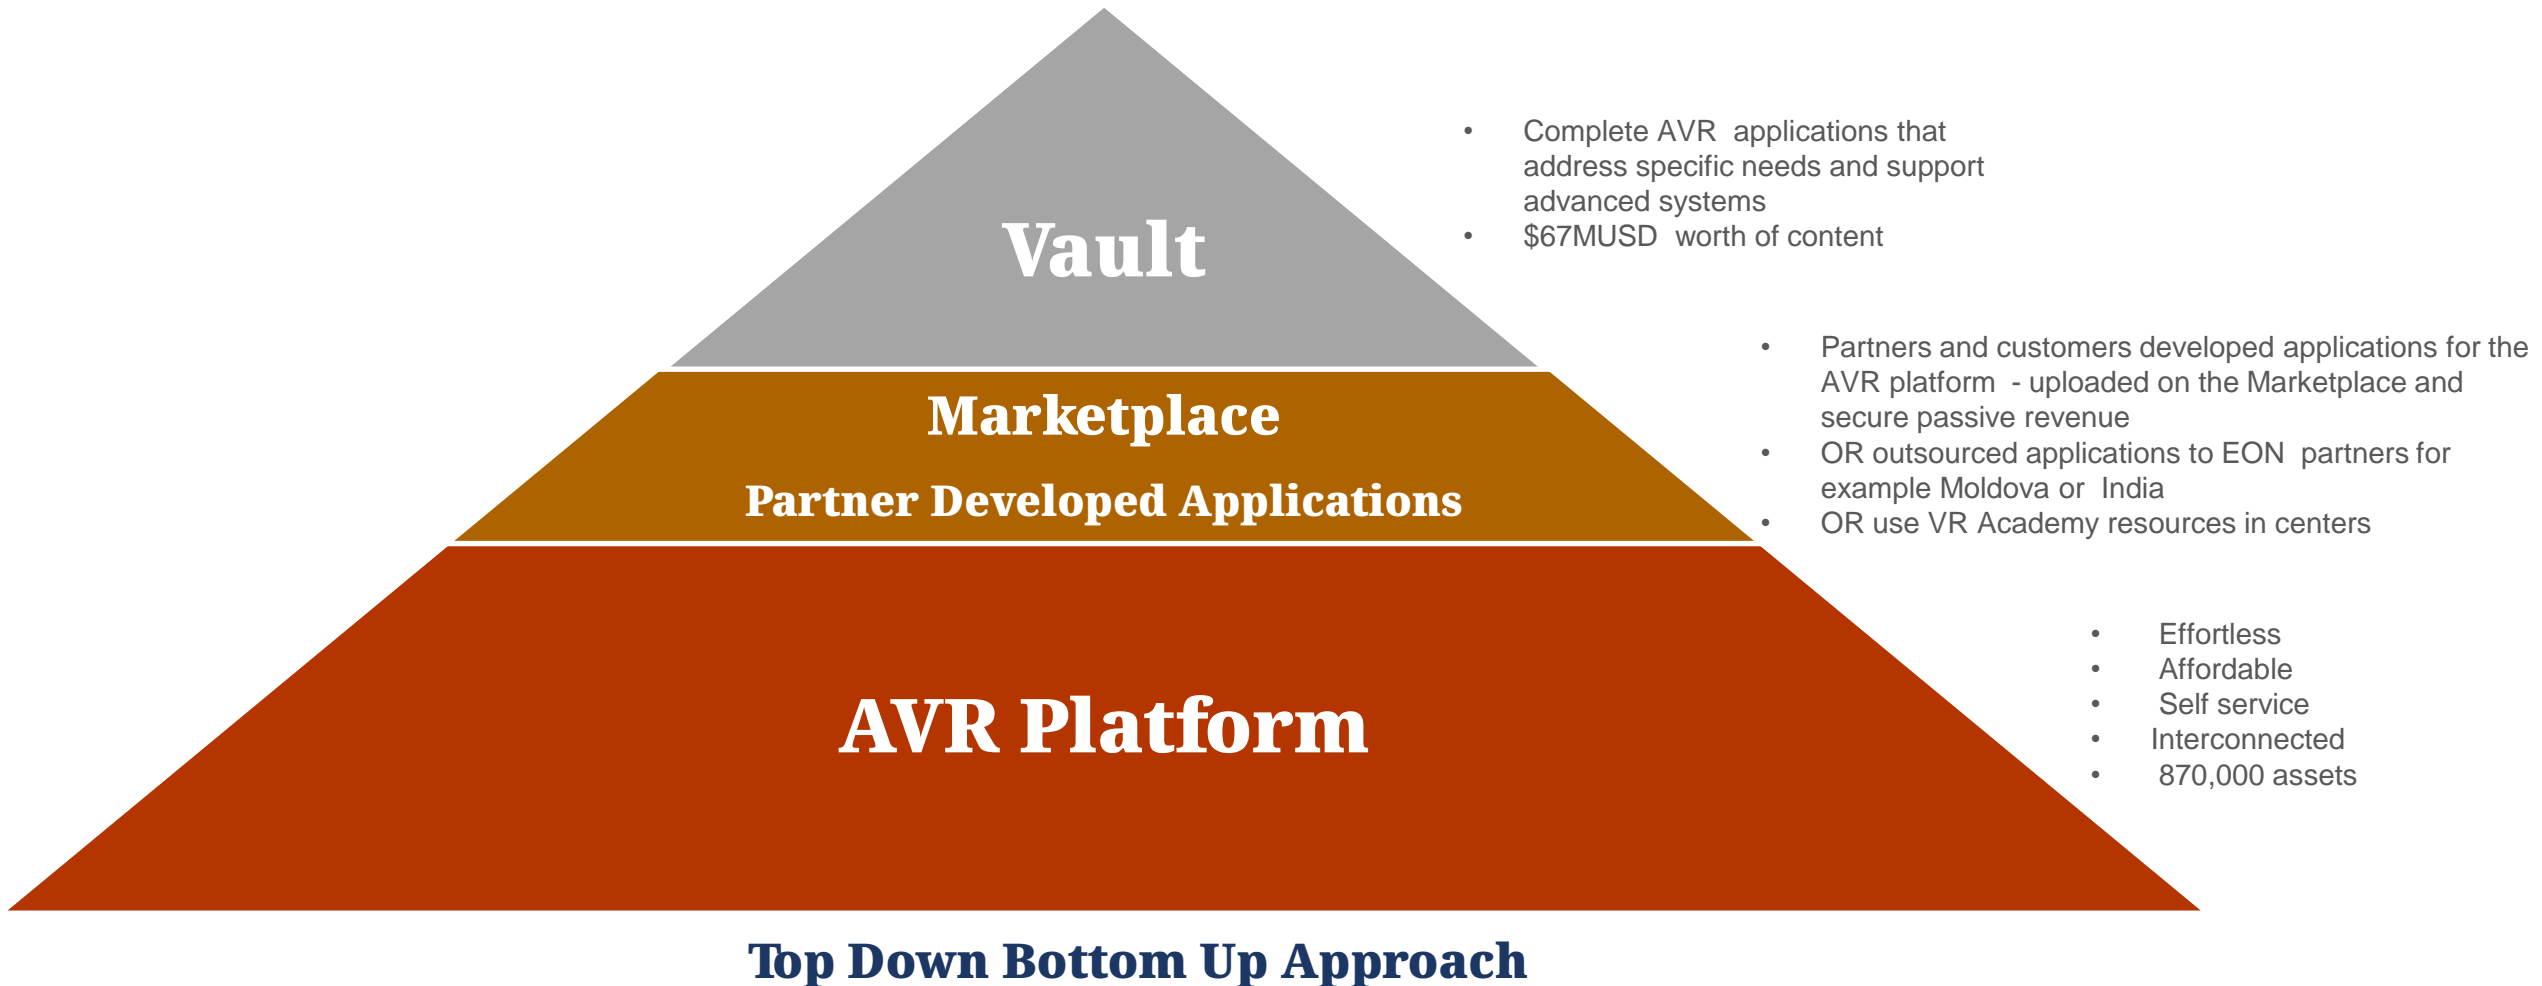 Vault
• Complete AVR applications that
address specific needs and support
advanced systems
• $67MUSD worth of content
Marketplace
Partner Developed Applications
• Partners and customers developed applications for the
AVR platform - uploaded on the Marketplace and
secure passive revenue
• OR outsourced applications to EON partners for
example Moldova or India
• OR use VR Academy resources in centers
AVR Platform
• Effortless
• Affordable
• Self service
• Interconnected
• 870,000 assets
Top Down Bottom Up Approach